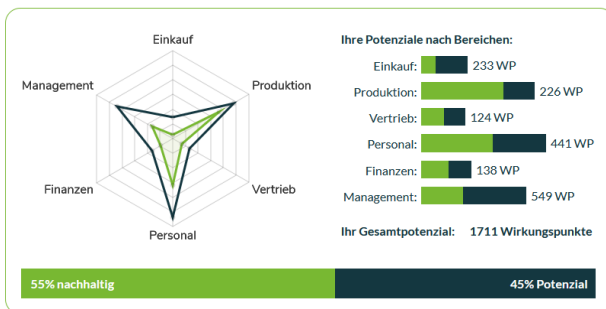 Einkauf
Management
Produktion
Finanzen
Vertrieb
Personal
Ihre Potenziale nach Bereichen:
Einkauf: 233 WP
Produktion: 226 WP
Vertrieb: 124 WP
Personal: 441 WP
Finanzen: 138 WP
Management: 549 WP
Ihr Gesamtpotenzial: 1711 Wirkungspunkte
55% nachhaltig 45% Potenzial